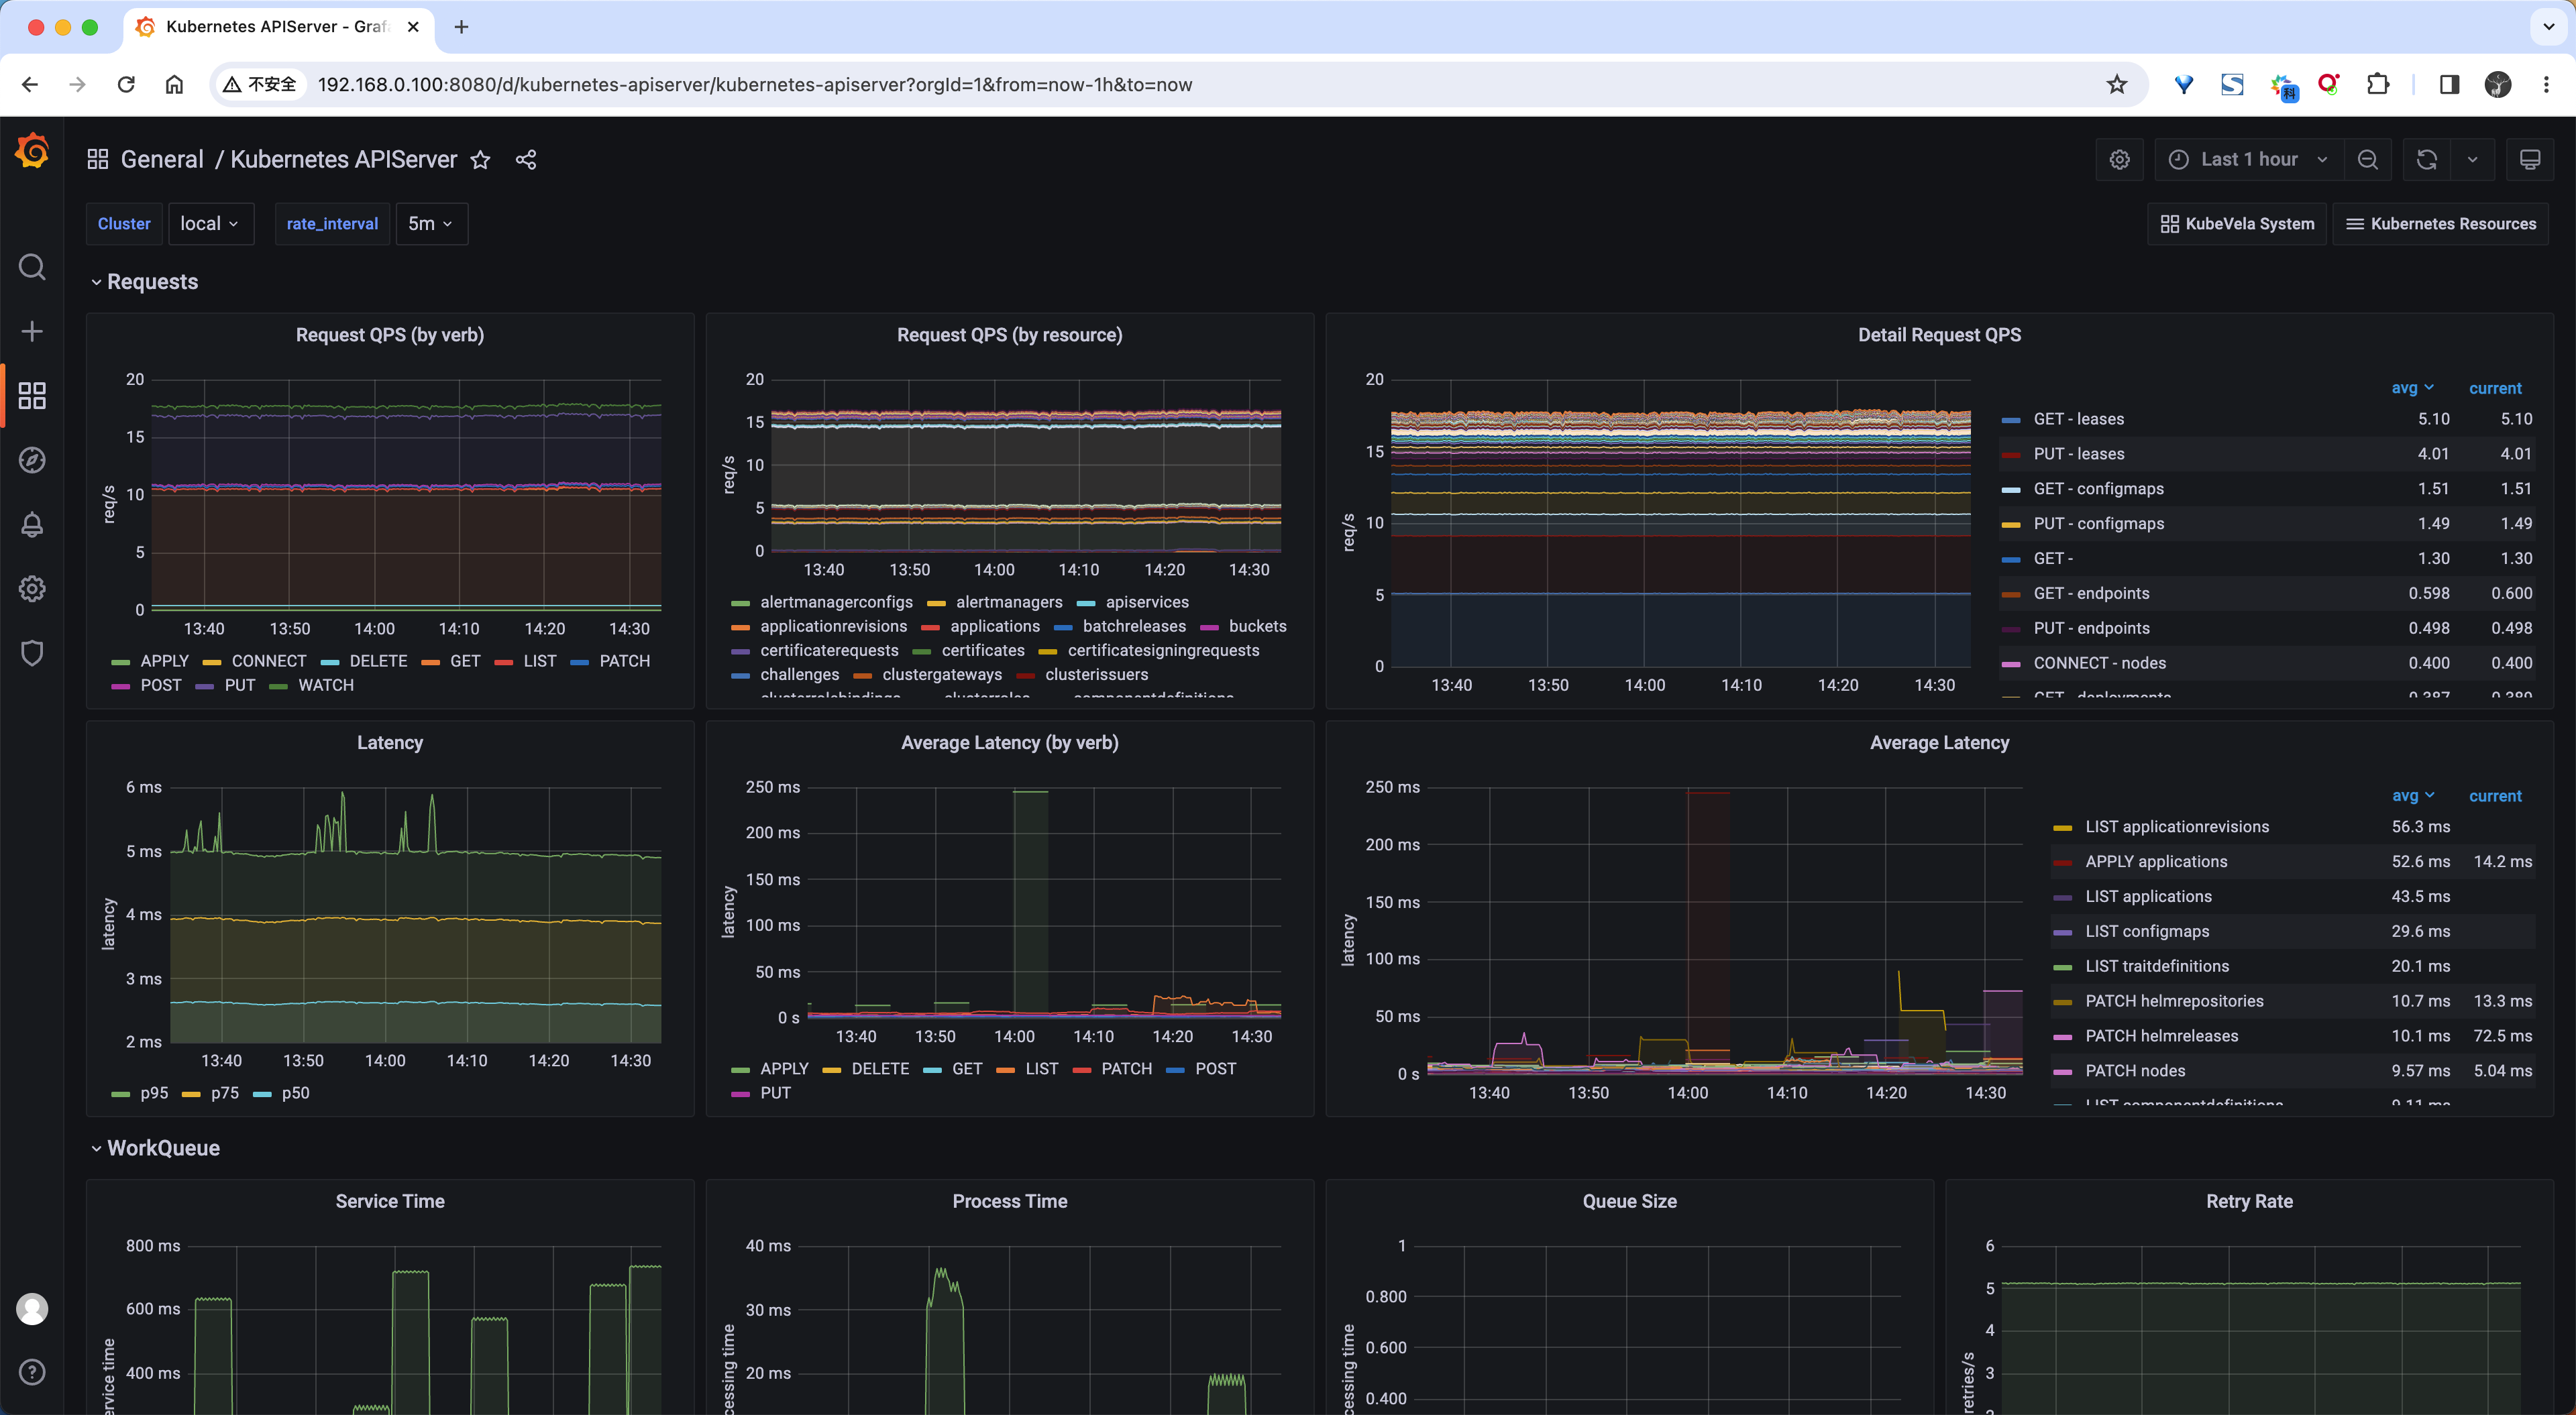 Kubernetes APIServer - Graf
不安全 192.168.0.100:8080/d/kubernetes-apiserver/kubernetes-apiserver?orgId=1&from=now-1h&to=now
科
General / Kubernetes APIServer
Last 1 hour
Cluster local rate_interval 5m
KubeVela System Kubernetes Resources
Requests
Request QPS (by verb)
20
15
10
5
0
req/s
13:40 13:50 14:00 14:10 14:20 14:30
APPLY CONNECT DELETE GET LIST PATCH
POST PUT WATCH
Request QPS (by resource)
20
15
10
5
0
req/s
13:40 13:50 14:00 14:10 14:20 14:30
alertmanagerconfigs alertmanagers apiservices
applicationrevisions applications batchreleases buckets
certificaterequests certificates certificatesigningrequests
challenges clustergateways clusterissuers
clusterrolebindings clusterroles componentdefinitions
Detail Request QPS
20
15
10
5
0
req/s
13:40 13:50 14:00 14:10 14:20 14:30
avg current
GET - leases 5.10 5.10
PUT - leases 4.01 4.01
GET - configmaps 1.51 1.51
PUT - configmaps 1.49 1.49
GET - 1.30 1.30
GET - endpoints 0.598 0.600
PUT - endpoints 0.498 0.498
CONNECT - nodes 0.400 0.400
GET - deployments 0.387 0.389
Latency
6 ms
5 ms
4 ms
3 ms
2 ms
latency
13:40 13:50 14:00 14:10 14:20 14:30
p95 p75 p50
Average Latency (by verb)
250 ms
200 ms
150 ms
100 ms
50 ms
0 s
latency
13:40 13:50 14:00 14:10 14:20 14:30
APPLY DELETE GET LIST PATCH POST
PUT
Average Latency
250 ms
200 ms
150 ms
100 ms
50 ms
0 s
latency
13:40 13:50 14:00 14:10 14:20 14:30
avg current
LIST applicationrevisions 56.3 ms
APPLY applications 52.6 ms 14.2 ms
LIST applications 43.5 ms
LIST configmaps 29.6 ms
LIST traitdefinitions 20.1 ms
PATCH helmrepositories 10.7 ms 13.3 ms
PATCH helmreleases 10.1 ms 72.5 ms
PATCH nodes 9.57 ms 5.04 ms
LIST componentdefinitions 9.11 ms
WorkQueue
Service Time
800 ms
600 ms
400 ms
ervice time
Process Time
40 ms
30 ms
20 ms
cessing time
Queue Size
1
0.800
0.600
0.400
cessing time
Retry Rate
6
5
4
3
retries/s